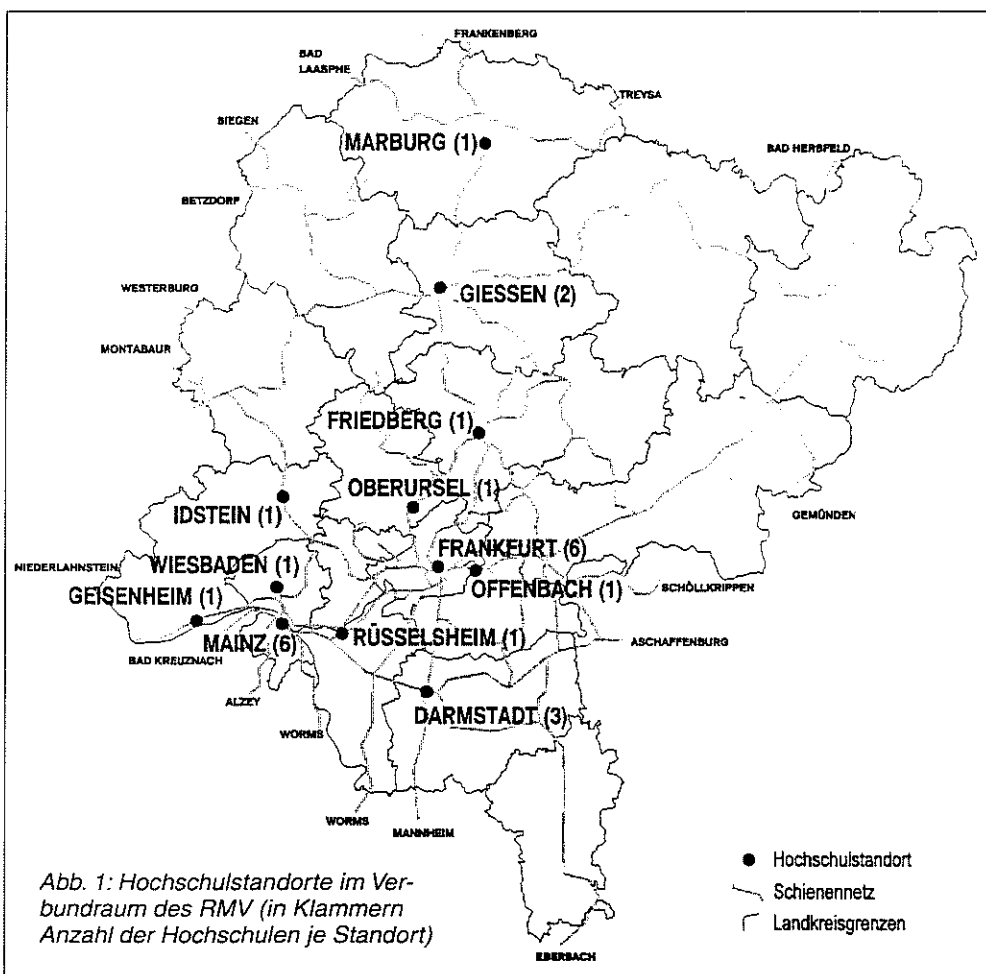 FRANKENBERG
BAD
LAASPHE
TREYSA
SIEGEN
MARBURG (1)
BAD HERSFELD
BETZDORF
WESTERBURG
GIESSEN (2)
MONTABAUR
FRIEDBERG (1)
OBERURSEL (1)
IDSTEIN (1)
GEMÜNDEN
FRANKFURT (6)
NIEDERLAHNSTEIN
WIESBADEN (1)
OFFENBACH (1)
SCHÖLLKRIPPEN
GEISENHEIM (1)
MAINZ (6)
RÜSSELSHEIM (1)
ASCHAFFENBURG
BAD KREUZNACH
ALZEY
DARMSTADT (3)
WORMS
WORMS
MANNHEIM
Hochschulstandort
Schienennetz
Landkreisgrenzen
Abb. 1: Hochschulstandorte im Ver-
bundraum des RMV (in Klammern
Anzahl der Hochschulen je Standort)
EBERBACH